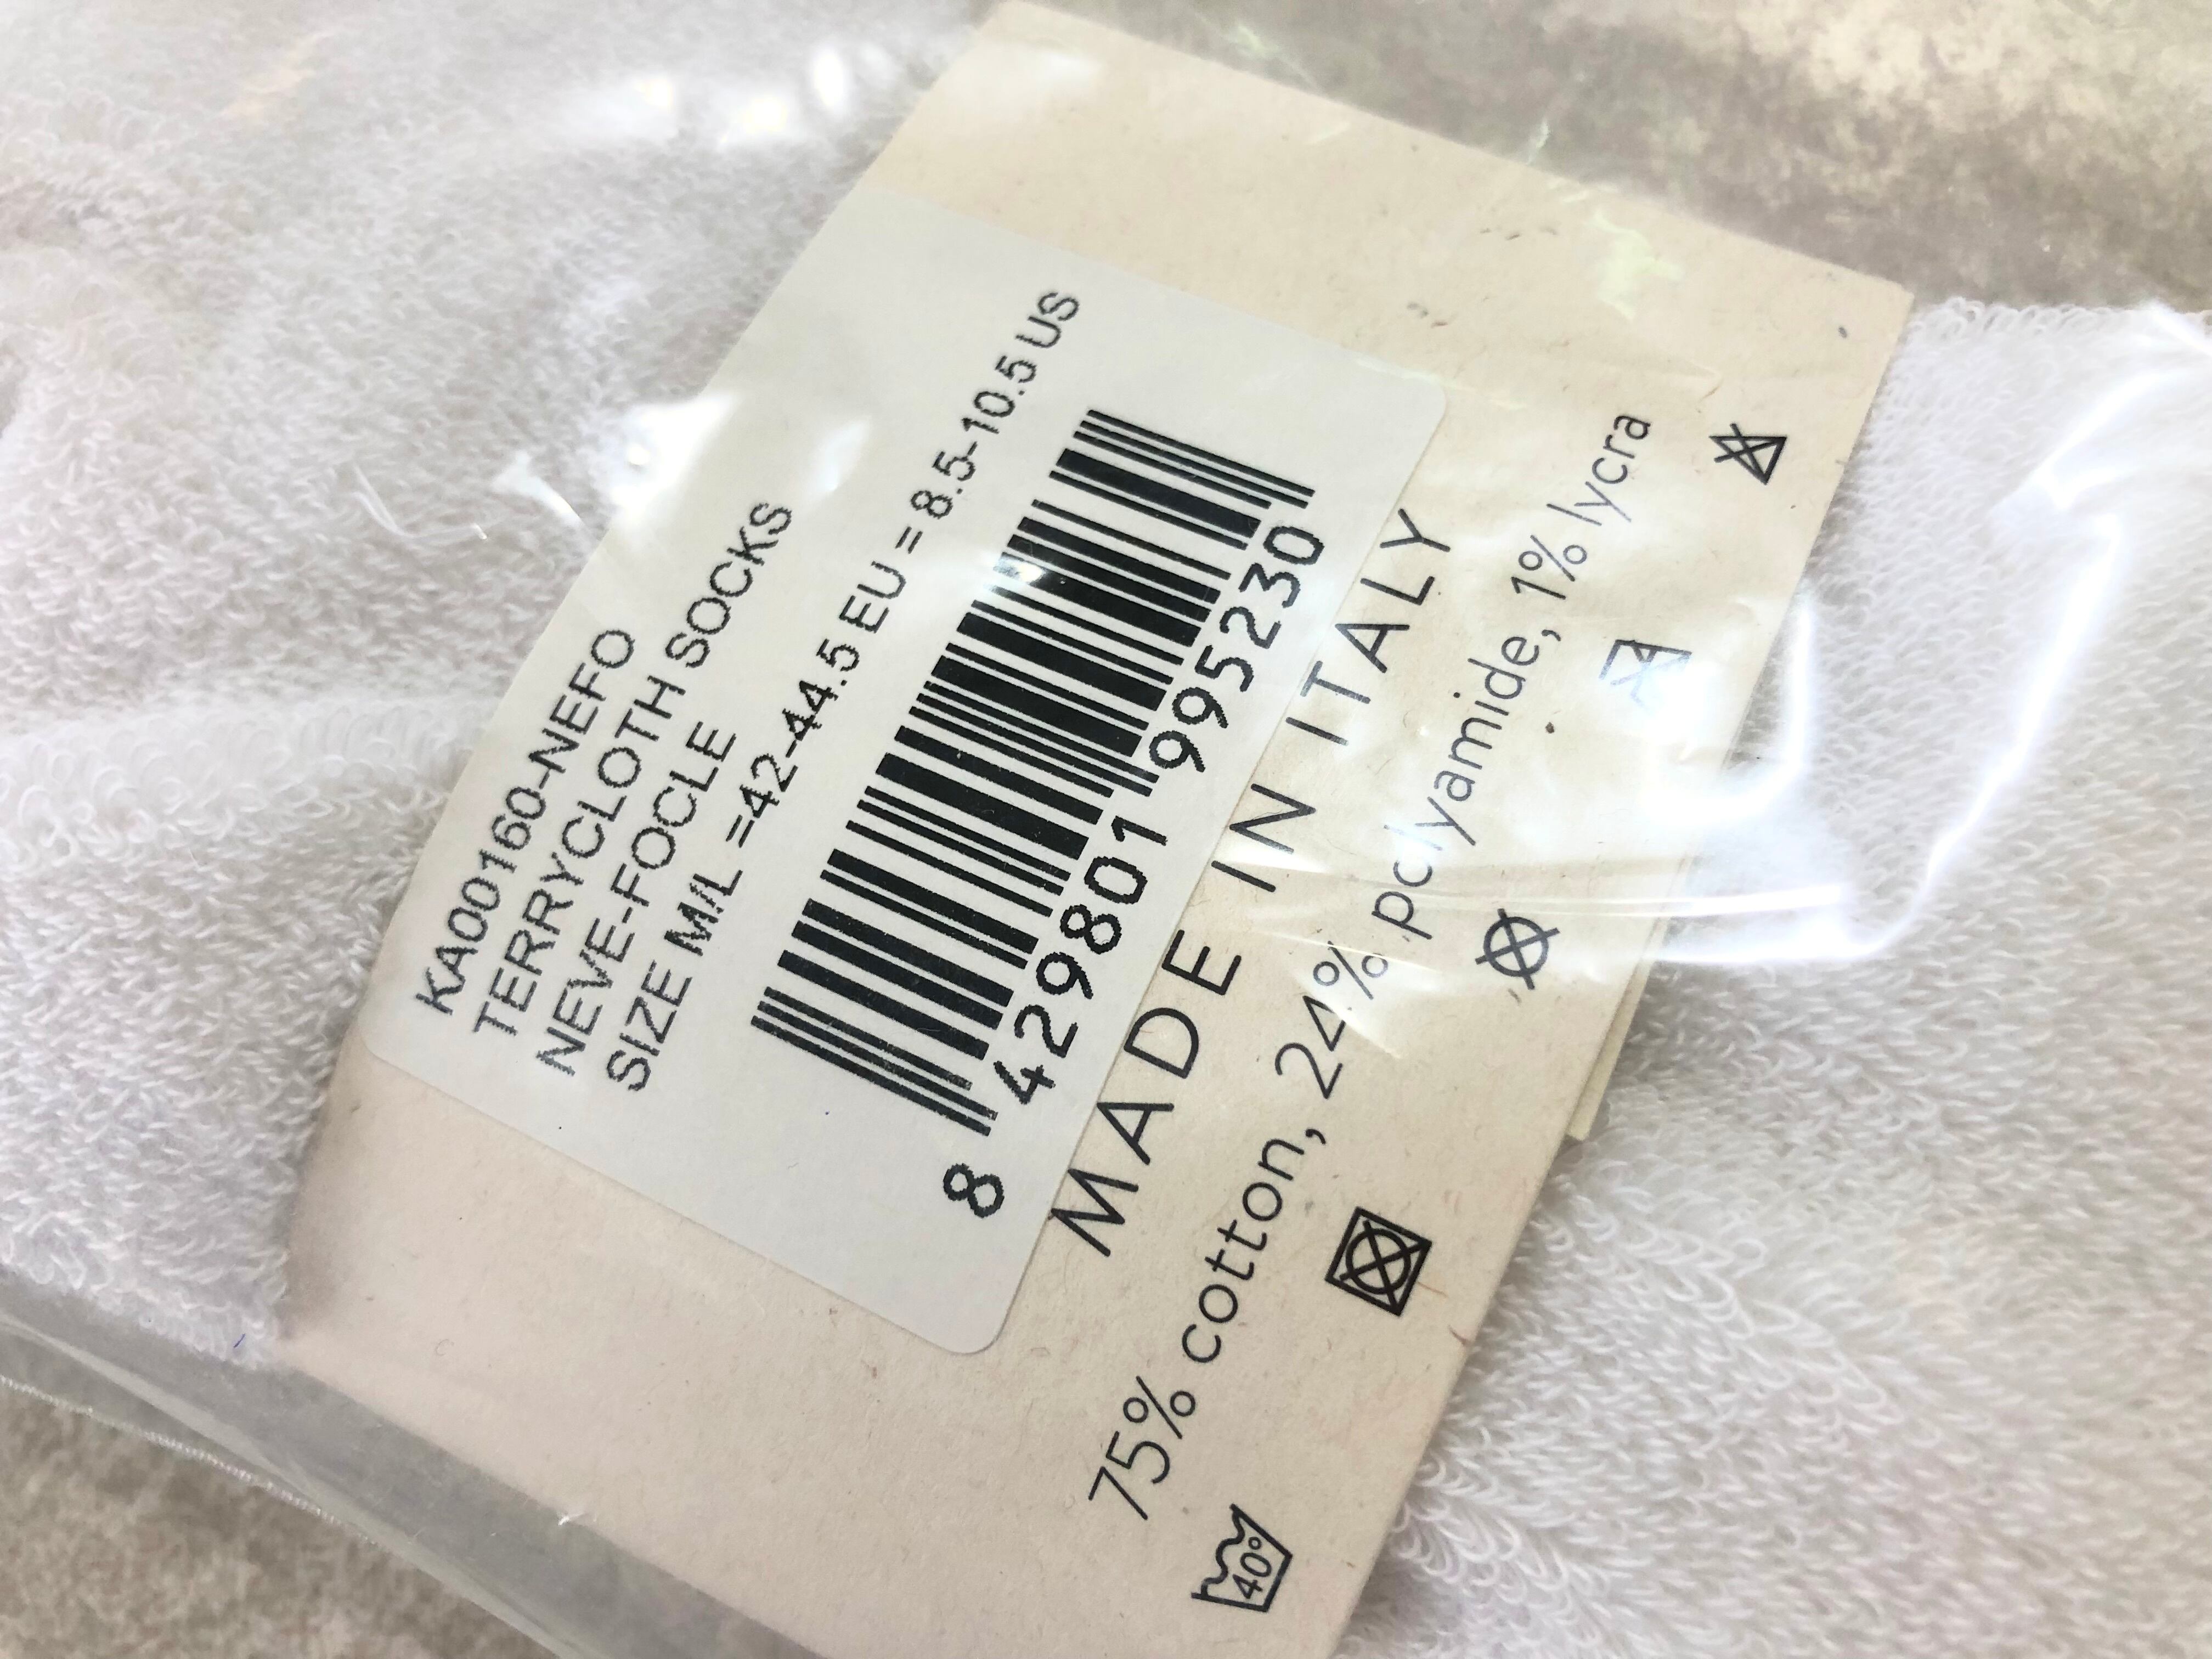 KA00160-NEFO
TERRYCLOTH SOCKS
NEVE-FOCLE
SIZE M/L =42-44.5 EU = 8.5-10.5 US
8 429801 995230
MADE IN ITALY
75% cotton, 24% polyamide, 1% lycra
40°